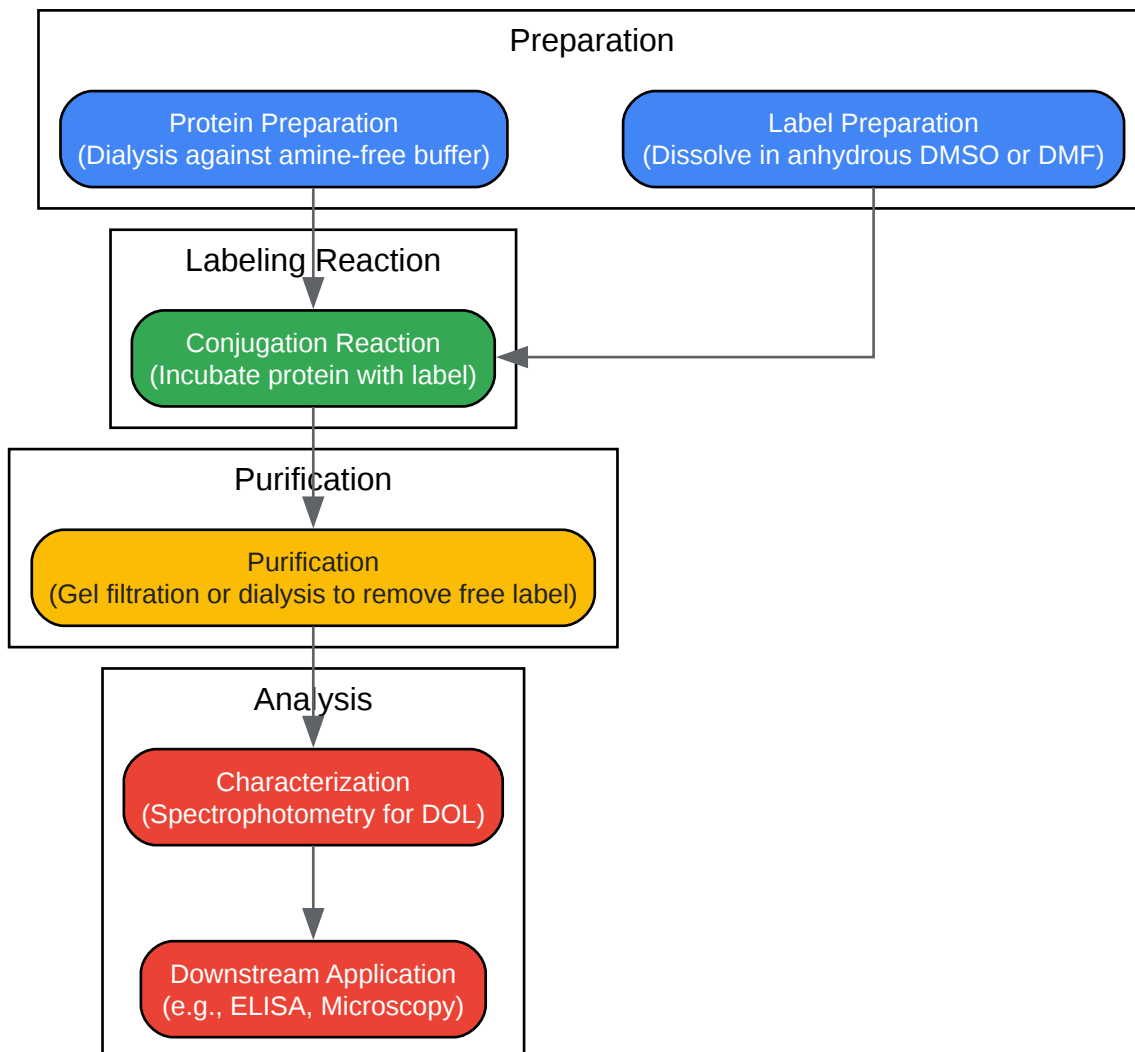 Preparation
Protein Preparation
(Dialysis against amine-free buffer)
Label Preparation
(Dissolve in anhydrous DMSO or DMF)
Labeling Reaction
Conjugation Reaction
(Incubate protein with label)
Purification
Purification
(Gel filtration or dialysis to remove free label)
Analysis
Characterization
(Spectrophotometry for DOL)
Downstream Application
(e.g., ELISA, Microscopy)